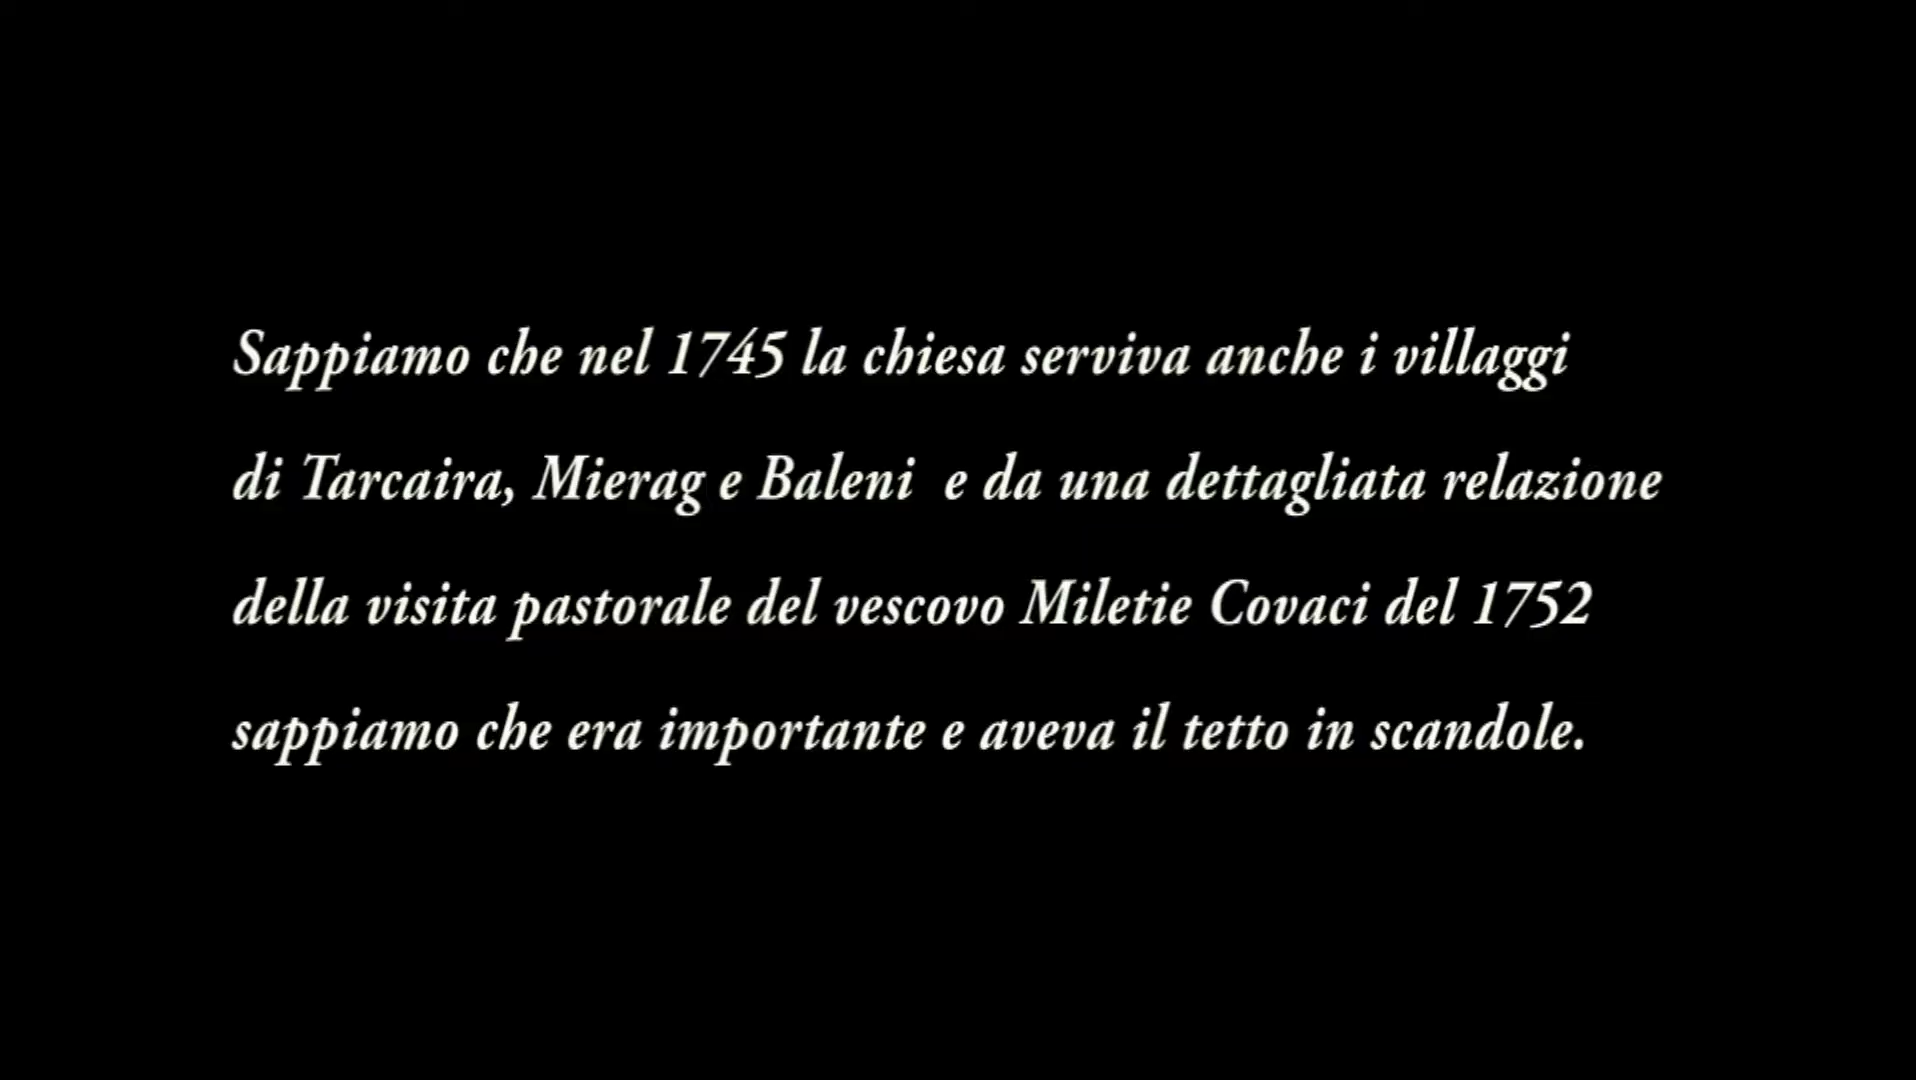 Sappiamo che nel 1745 la chiesa serviva anche i villaggi
di Tarcaira, Mierag e Baleni  e da una dettagliata relazione
della visita pastorale del vescovo Miletie Covaci del 1752
sappiamo che era importante e aveva il tetto in scandole.